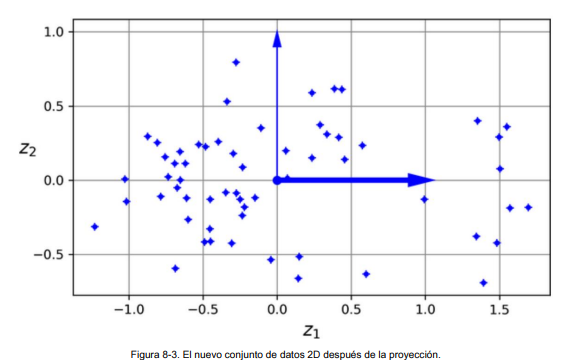 1.0
0.5
z2
0.0
−0.5
−1.0 −0.5 0.0 0.5 1.0 1.5
z1
Figura 8-3. El nuevo conjunto de datos 2D después de la proyección.